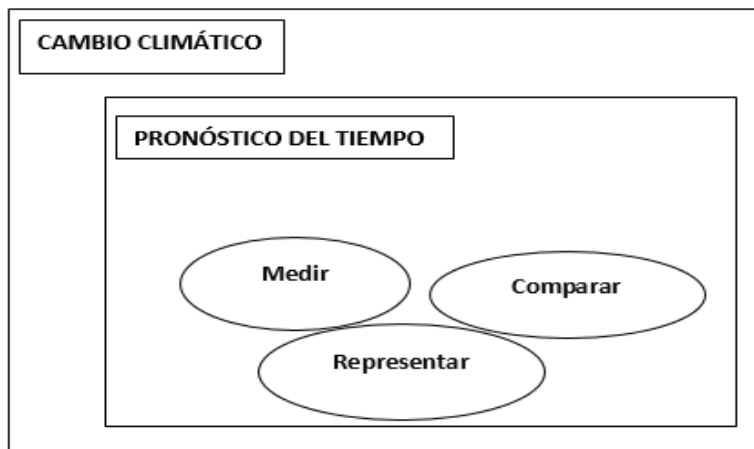 CAMBIO CLIMÁTICO
PRONÓSTICO DEL TIEMPO
Medir
Comparar
Representar